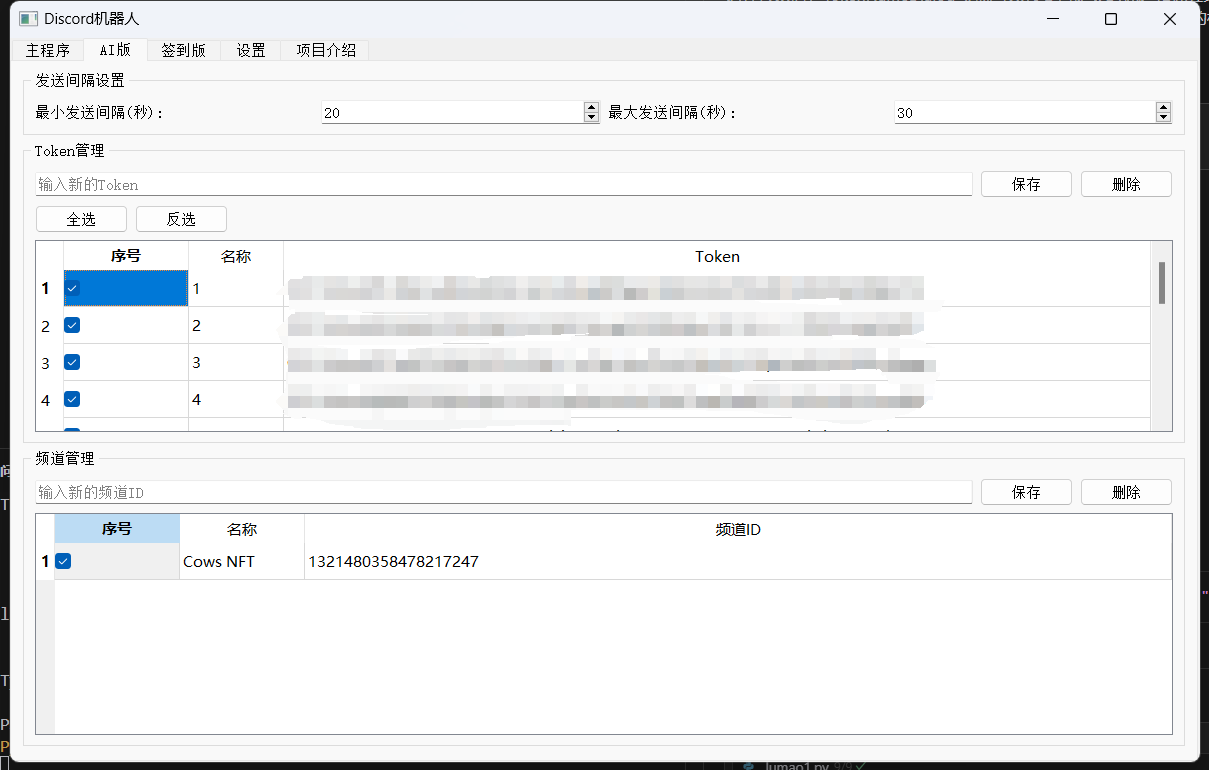 Discord机器人
主程序 AI版 签到版 设置 项目介绍
发送间隔设置
最小发送间隔(秒): 20 最大发送间隔(秒): 30
Token管理
输入新的Token 保存 删除
全选 反选
序号 名称 Token
1 1
2 2
3 3
4 4
频道管理
输入新的频道ID 保存 删除
序号 名称 频道ID
1 Cows NFT 1321480358478217247
lumao1.py 9/9